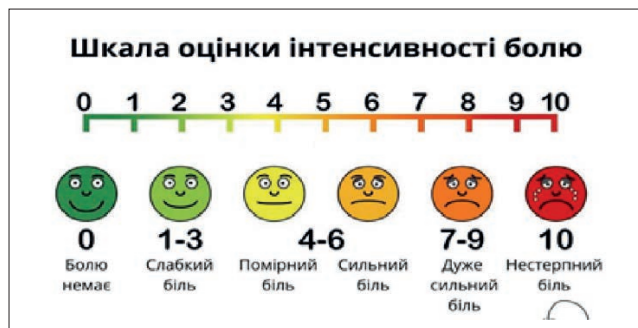 Шкала оцінки інтенсивності болю
0 1 2 3 4 5 6 7 8 9 10
0 1-3 4-6 7-9 10
Болю немає
Слабкий біль
Помірний біль
Сильний біль
Дуже сильний біль
Нестерпний біль